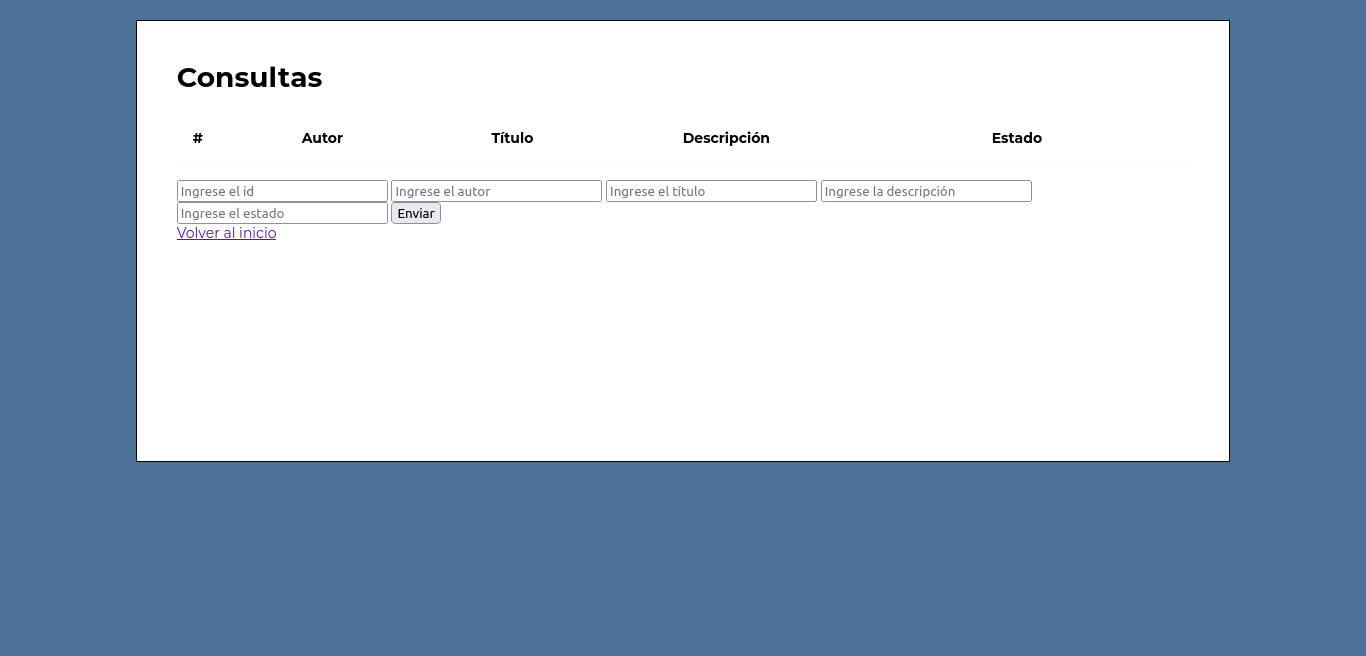 Consultas
# Autor Título Descripción Estado
Ingrese el id Ingrese el autor Ingrese el título Ingrese la descripción
Ingrese el estado Enviar
Volver al inicio